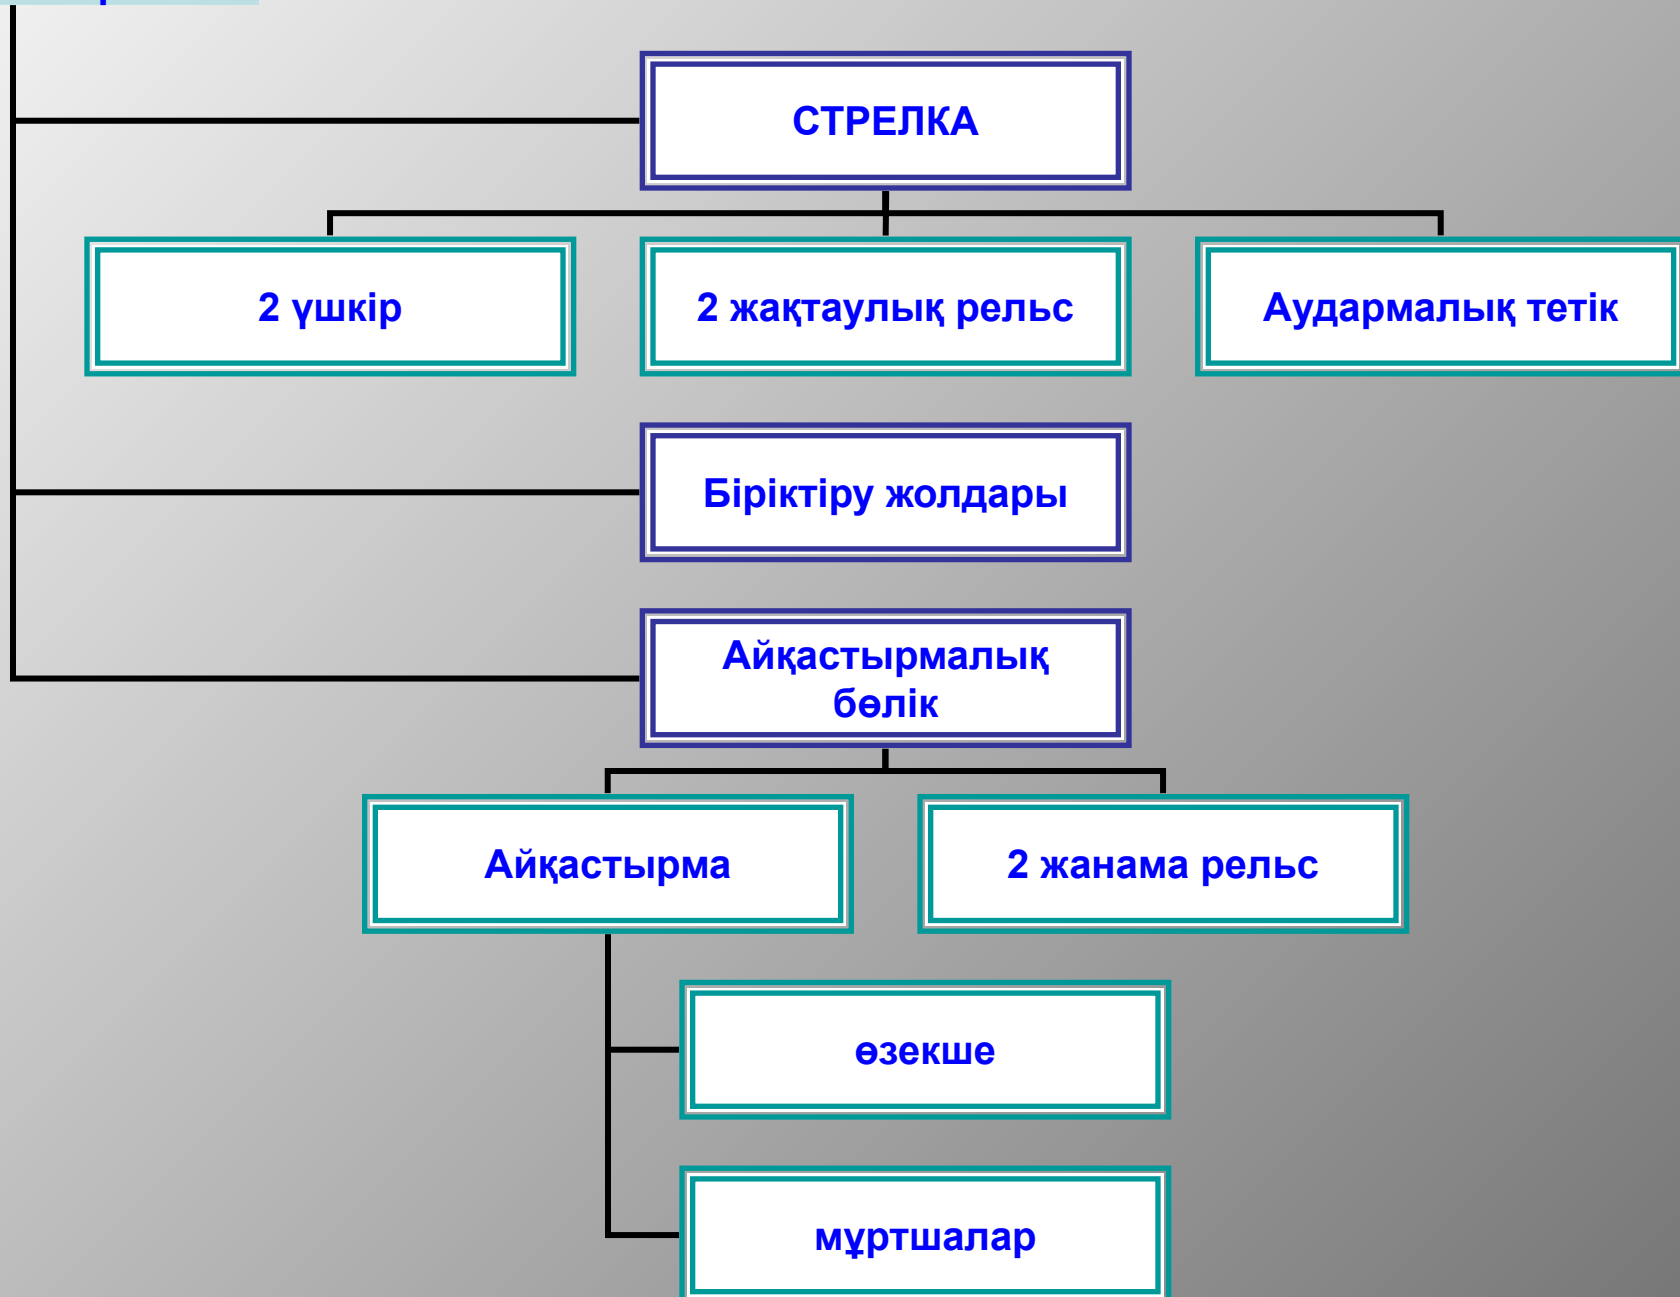 СТРЕЛКА
2 үшкір
2 жақтаулық рельс
Аудармалық тетік
Біріктіру жолдары
Айқастырмалық
бөлік
Айқастырма
2 жанама рельс
өзекше
мұртшалар